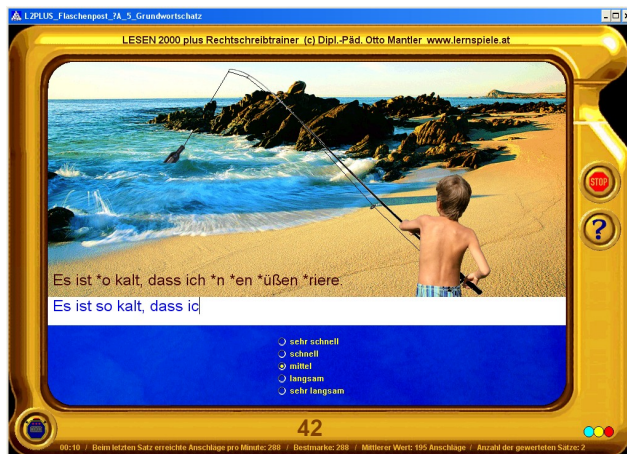 L2PLUS_Flaschenpost_?A_5_Grundwortschatz
LESEN 2000 plus Rechtschreibtrainer (c) Dipl.-Päd. Otto Mantler www.lernspiele.at
STOP
?
Es ist *o kalt, dass ich *n *en *üßen *riere.
Es ist so kalt, dass ic
sehr schnell
schnell
mittel
langsam
sehr langsam
42
00:10 / Beim letzten Satz erreichte Anschläge pro Minute: 288 / Bestmarke: 288 / Mittlerer Wert: 195 Anschläge / Anzahl der gewerteten Sätze: 2